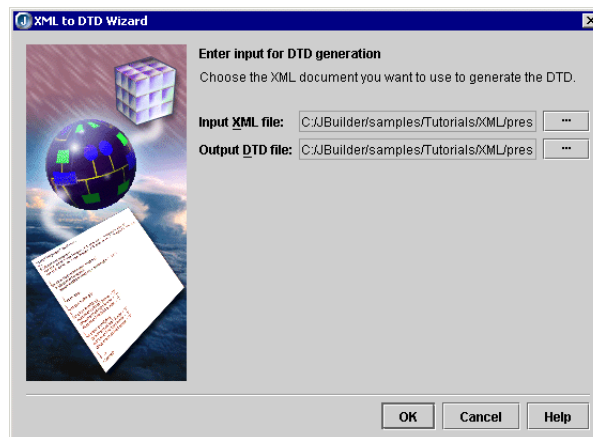 XML to DTD Wizard
Enter input for DTD generation
Choose the XML document you want to use to generate the DTD.
Input XML file: C:/JBuilder/samples/Tutorials/XML/pres ...
Output DTD file: C:/JBuilder/samples/Tutorials/XML/pres ...
OK Cancel Help